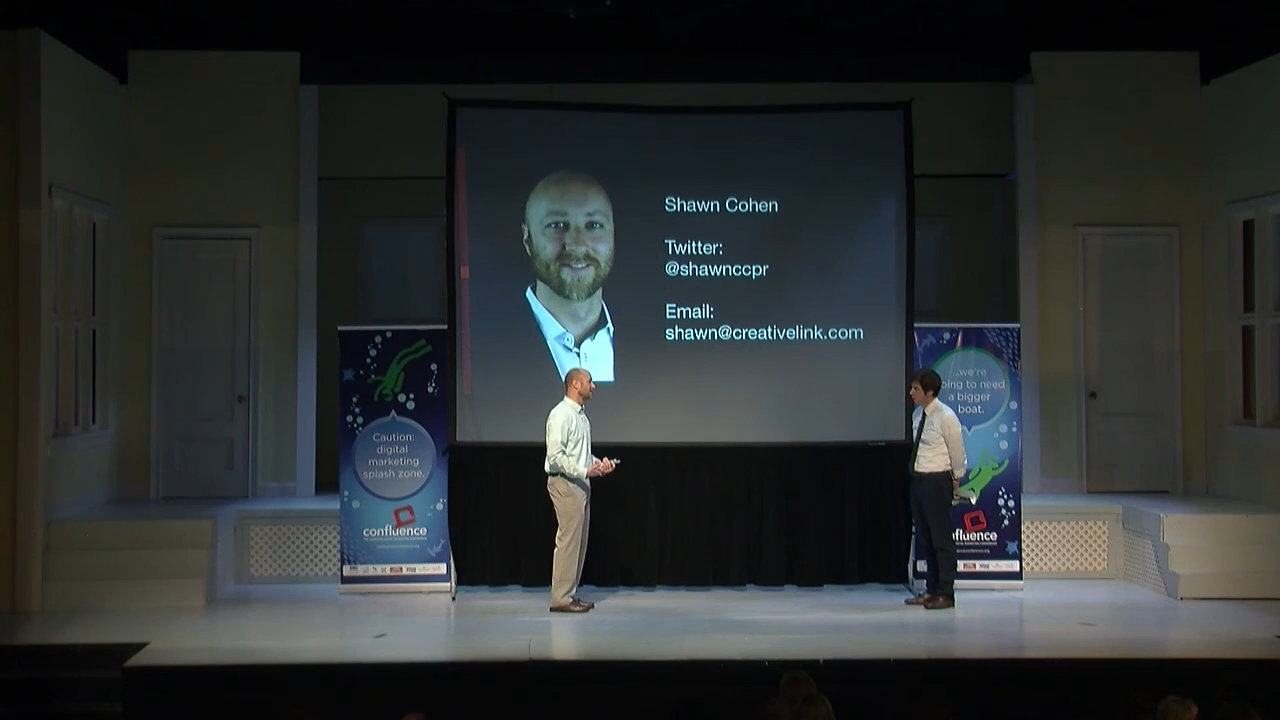 Shawn Cohen
Twitter:
@shawnccpr
Email:
shawn@creativelink.com
Caution:
digital
marketing
splash zone.
confluence
...we're
oing to need
a bigger
boat.
fluence